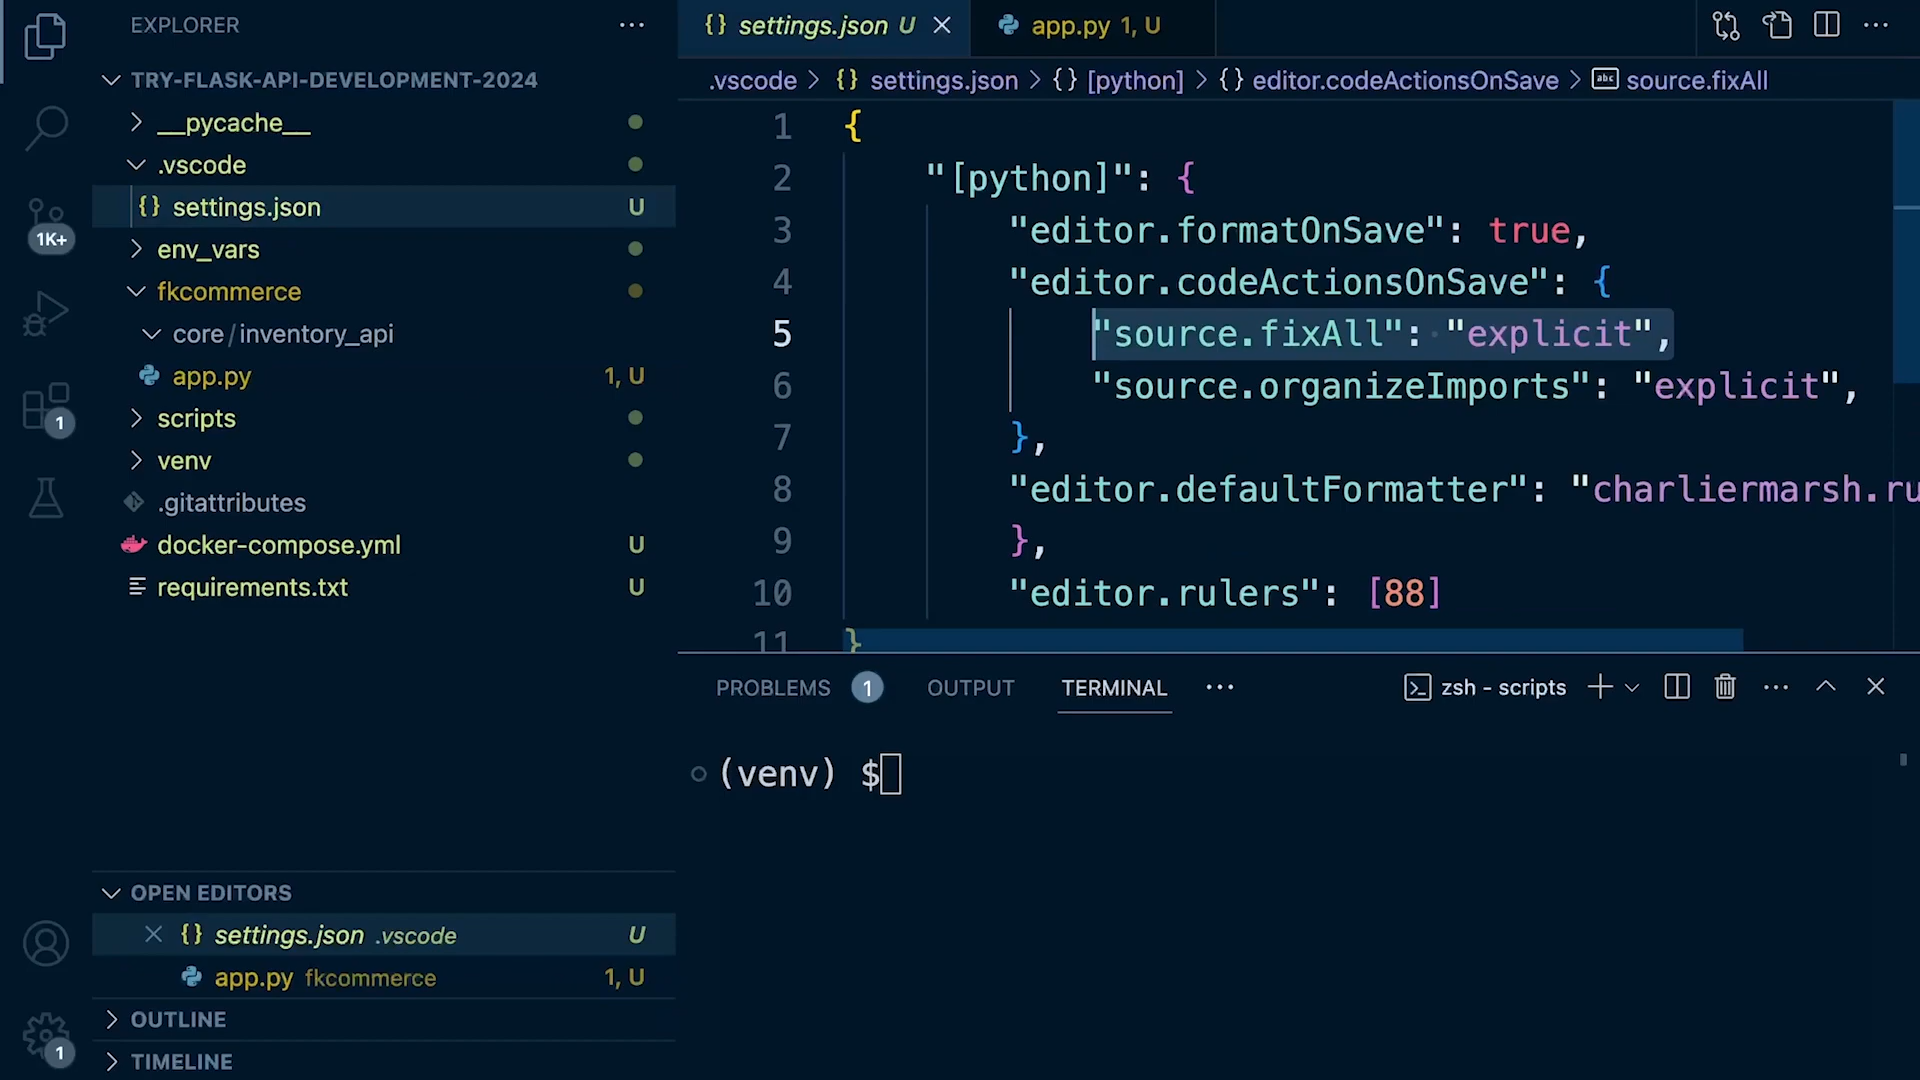 EXPLORER
TRY-FLASK-API-DEVELOPMENT-2024
__pycache__
.vscode
settings.json U
env_vars
fkcommerce
core/inventory_api
app.py 1, U
scripts
venv
.gitattributes
docker-compose.yml U
requirements.txt U
1K+
1
OPEN EDITORS
settings.json .vscode U
app.py fkcommerce 1, U
OUTLINE
TIMELINE
1
settings.json U
app.py 1, U
.vscode > {} settings.json > {} [python] > {} editor.codeActionsOnSave > abc source.fixAll
1 {
2 "[python]": {
3 "editor.formatOnSave": true,
4 "editor.codeActionsOnSave": {
5 "source.fixAll": "explicit",
6 "source.organizeImports": "explicit",
7 },
8 "editor.defaultFormatter": "charliermarsh.ru
9 },
10 "editor.rulers": [88]
11 }
PROBLEMS 1 OUTPUT TERMINAL
zsh - scripts
(venv) $